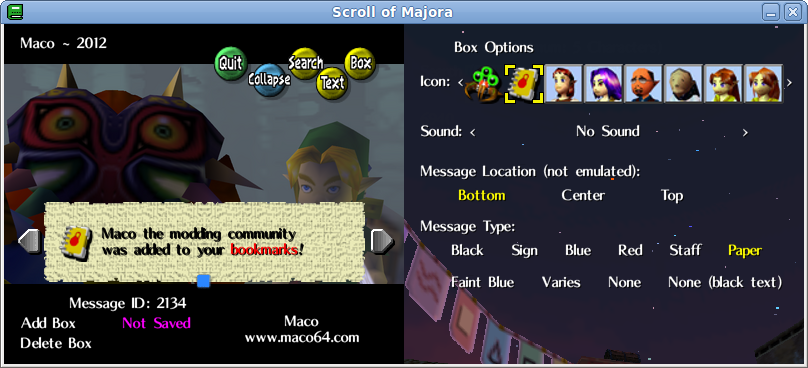 Scroll of Majora
Maco ~ 2012
Quit
Collapse
Search
Text
Box
Maco the modding community
was added to your bookmarks!
Message ID: 2134
Add Box Not Saved
Delete Box
Maco
www.maco64.com
Box Options
Icon: < >
Sound: < No Sound >
Message Location (not emulated):
Bottom Center Top
Message Type:
Black Sign Blue Red Staff Paper
Faint Blue Varies None None (black text)